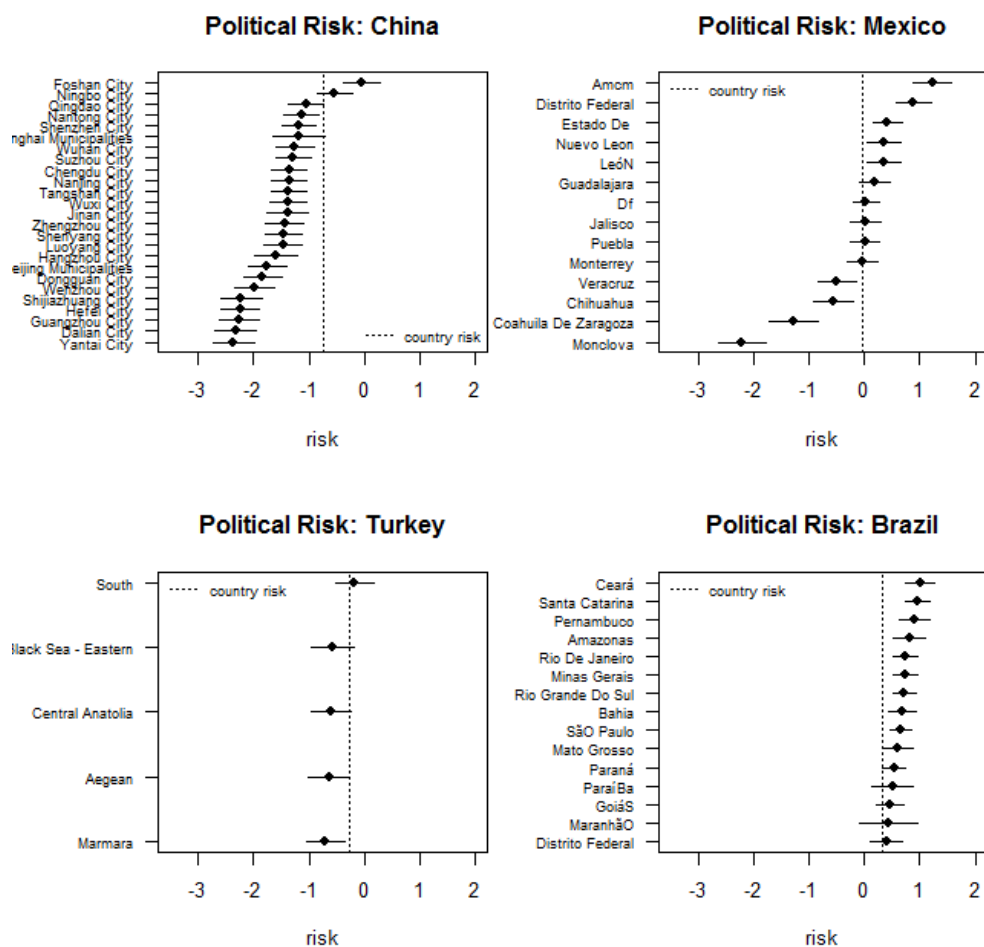 Political Risk: China
Foshan City
Ningbo City
Qingdao City
Nantong City
Shenzhen City
nghai Municipalities
Wuhan City
Suzhou City
Chengdu City
Nanjing City
Tangshan City
Wuxi City
Jinan City
Zhengzhou City
Shenyang City
Luoyang City
Hangzhou City
eijing Municipalities
Dongguan City
Wenzhou City
Shijiazhuang City
Hefei City
Guangzhou City
Dalian City
Yantai City
country risk
-3 -2 -1 0 1 2
risk
Political Risk: Mexico
country risk
Amcm
Distrito Federal
Estado De
Nuevo Leon
LeóN
Guadalajara
Df
Jalisco
Puebla
Monterrey
Veracruz
Chihuahua
Coahuila De Zaragoza
Monclova
-3 -2 -1 0 1 2
risk
Political Risk: Turkey
country risk
South
Black Sea - Eastern
Central Anatolia
Aegean
Marmara
-3 -2 -1 0 1 2
risk
Political Risk: Brazil
country risk
Ceará
Santa Catarina
Pernambuco
Amazonas
Rio De Janeiro
Minas Gerais
Rio Grande Do Sul
Bahia
SãO Paulo
Mato Grosso
Paraná
ParaíBa
GoiáS
MaranhãO
Distrito Federal
-3 -2 -1 0 1 2
risk